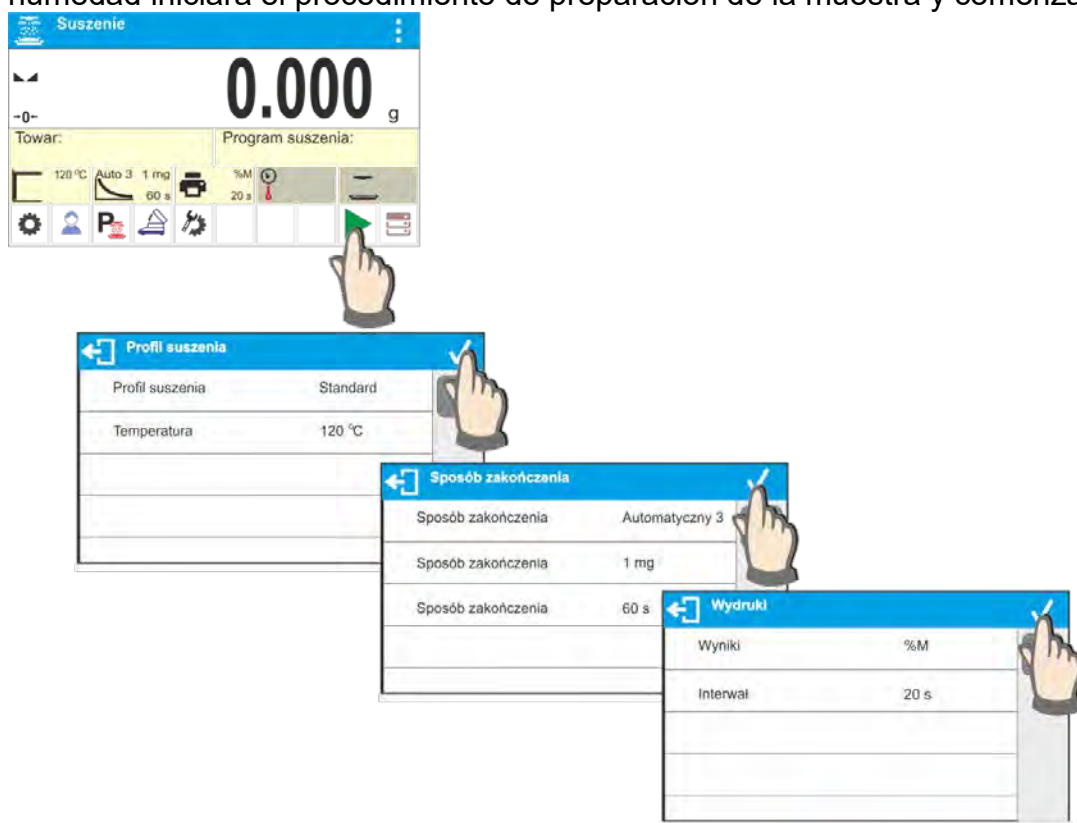 humedad iniciará el procedimiento de preparación de la muestra y comenza
Suszenie
0.000 g
-0-
Towar: Program suszenia:
120 °C Auto 3 1 mg %M
60 s 20 s
P
Profil suszenia
Profil suszenia Standard
Temperatura 120 °C
Sposób zakończenia
Sposób zakończenia Automatyczny 3
Sposób zakończenia 1 mg
Sposób zakończenia 60 s
Wydruki
Wyniki %M
Interwał 20 s